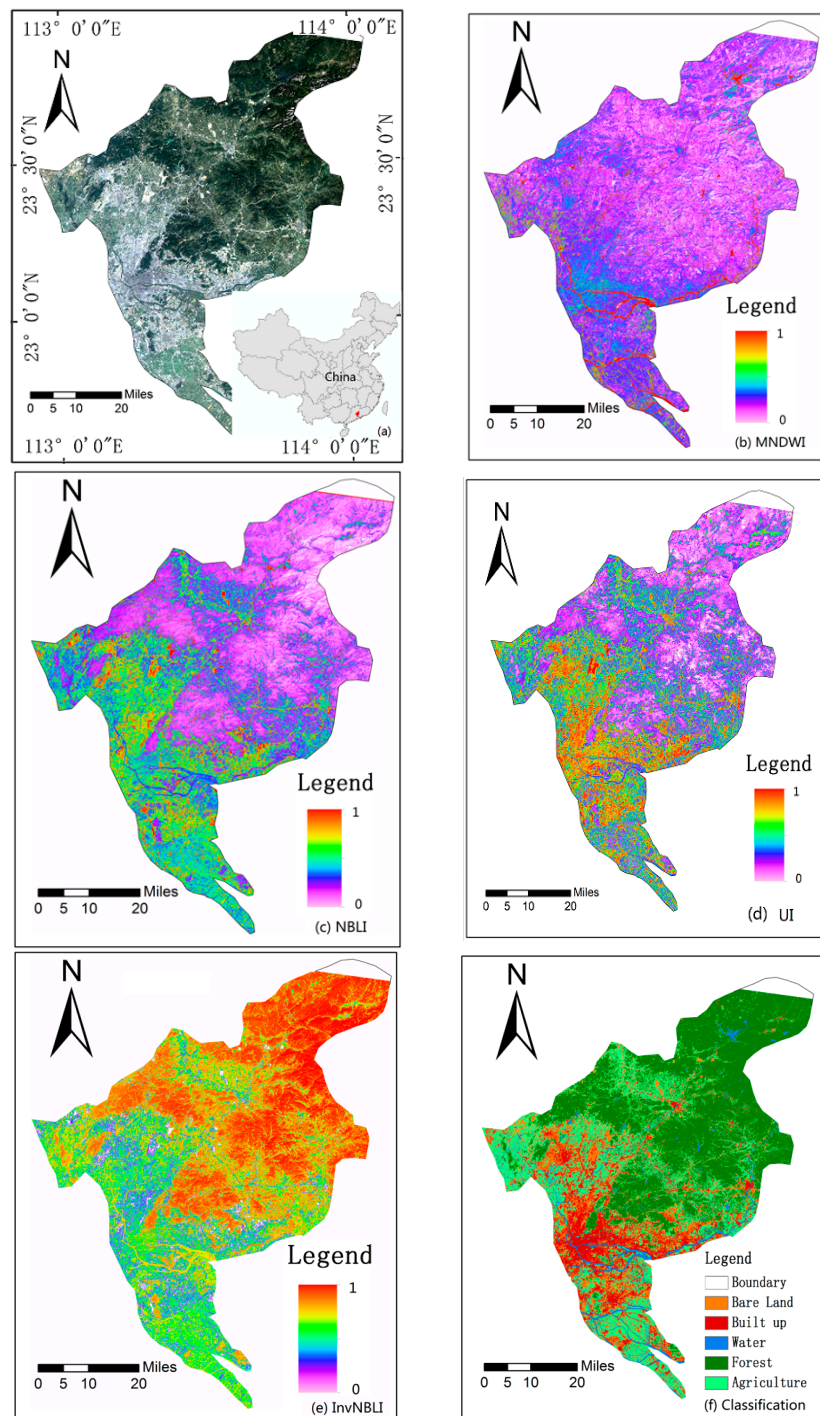 113° 0'0"E
114° 0'0"E
N
23° 0'0"N
23° 30'0"N
23° 30'0"N
23° 0'0"N
China
Miles
0 5 10 20
(a)
113° 0'0"E
114° 0'0"E
N
Legend
1
0
Miles
0 5 10 20
(b) MNDWI
N
Legend
1
0
Miles
0 5 10 20
(c) NBLI
N
Legend
1
0
Miles
0 5 10 20
(d) UI
N
Legend
1
0
Miles
0 5 10 20
(e) InvNBLI
N
Legend
Boundary
Bare Land
Built up
Water
Forest
Agriculture
Miles
0 5 10 20
(f) Classification